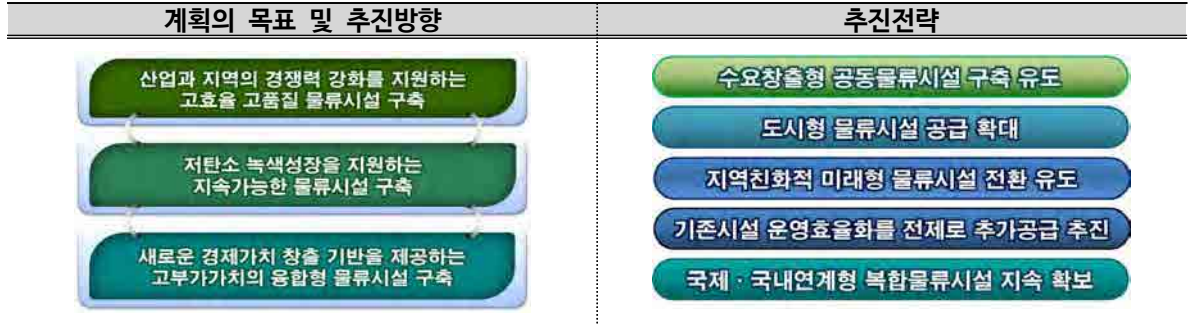 계획의 목표 및 추진방향
산업과 지역의 경쟁력 강화를 지원하는
고효율 고품질 물류시설 구축
저탄소 녹색성장을 지원하는
지속가능한 물류시설 구축
새로운 경제가치 창출 기반을 제공하는
고부가가치의 융합형 물류시설 구축
추진전략
수요창출형 공동물류시설 구축 유도
도시형 물류시설 공급 확대
지역친화적 미래형 물류시설 전환 유도
기존시설 운영효율화를 전제로 추가공급 추진
국제 · 국내연계형 복합물류시설 지속 확보